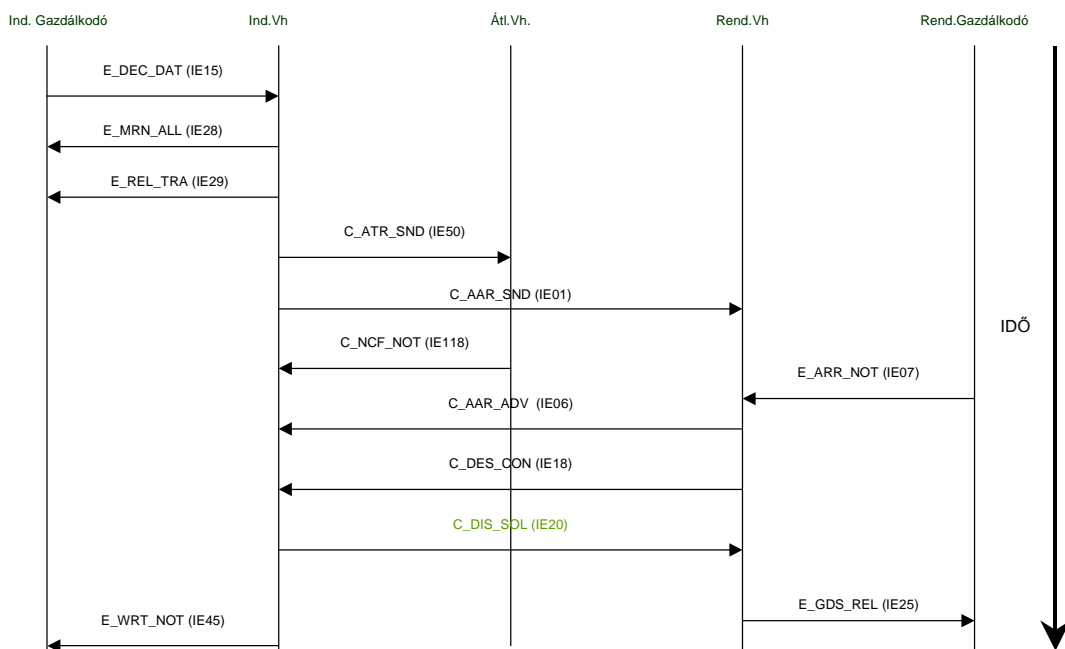 Ind. Gazdálkodó
Ind.Vh
Átl.Vh.
Rend.Vh
Rend.Gazdálkodó
E_DEC_DAT (IE15)
E_MRN_ALL (IE28)
E_REL_TRA (IE29)
C_ATR_SND (IE50)
C_AAR_SND (IE01)
IDŐ
C_NCF_NOT (IE118)
E_ARR_NOT (IE07)
C_AAR_ADV (IE06)
C_DES_CON (IE18)
C_DIS_SOL (IE20)
E_GDS_REL (IE25)
E_WRT_NOT (IE45)